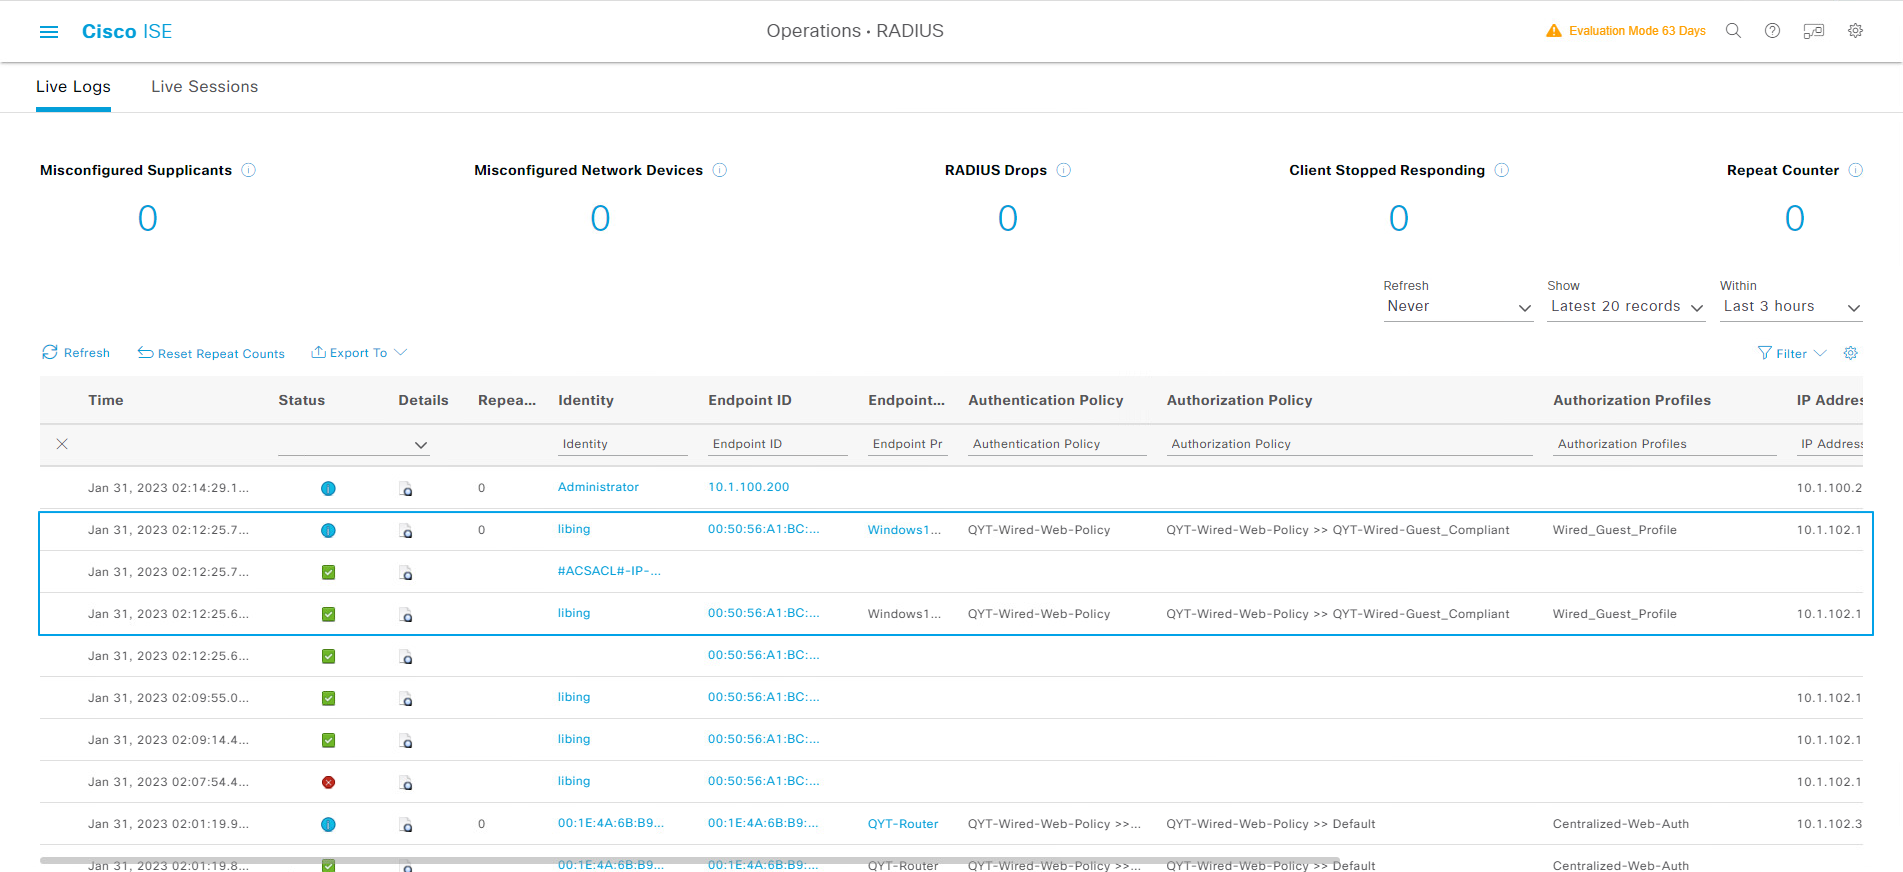 Cisco ISE
Operations · RADIUS
Evaluation Mode 63 Days
Live Logs Live Sessions
Misconfigured Supplicants Misconfigured Network Devices RADIUS Drops Client Stopped Responding Repeat Counter
0 0 0 0 0
Refresh Show Within
Never Latest 20 records Last 3 hours
Refresh Reset Repeat Counts Export To Filter
Time Status Details Repea... Identity Endpoint ID Endpoint... Authentication Policy Authorization Policy Authorization Profiles IP Addres
Identity Endpoint ID Endpoint Pr Authentication Policy Authorization Policy Authorization Profiles IP Address
Jan 31, 2023 02:14:29.1... 0 Administrator 10.1.100.200 10.1.100.2
Jan 31, 2023 02:12:25.7... 0 libing 00:50:56:A1:BC:... Windows1... QYT-Wired-Web-Policy QYT-Wired-Web-Policy >> QYT-Wired-Guest_Compliant Wired_Guest_Profile 10.1.102.1
Jan 31, 2023 02:12:25.7... #ACSACL#-IP-...
Jan 31, 2023 02:12:25.6... libing 00:50:56:A1:BC:... Windows1... QYT-Wired-Web-Policy QYT-Wired-Web-Policy >> QYT-Wired-Guest_Compliant Wired_Guest_Profile 10.1.102.1
Jan 31, 2023 02:12:25.6... 00:50:56:A1:BC:...
Jan 31, 2023 02:09:55.0... libing 00:50:56:A1:BC:... 10.1.102.1
Jan 31, 2023 02:09:14.4... libing 00:50:56:A1:BC:... 10.1.102.1
Jan 31, 2023 02:07:54.4... libing 00:50:56:A1:BC:... 10.1.102.1
Jan 31, 2023 02:01:19.9... 0 00:1E:4A:6B:B9... 00:1E:4A:6B:B9:... QYT-Router QYT-Wired-Web-Policy >>... QYT-Wired-Web-Policy >> Default Centralized-Web-Auth 10.1.102.3
Jan 31, 2023 02:01:19.8... 00:1E:4A:6B:B9... 00:1E:4A:6B:B9:... QYT-Router QYT-Wired-Web-Policy >>... QYT-Wired-Web-Policy >> Default Centralized-Web-Auth